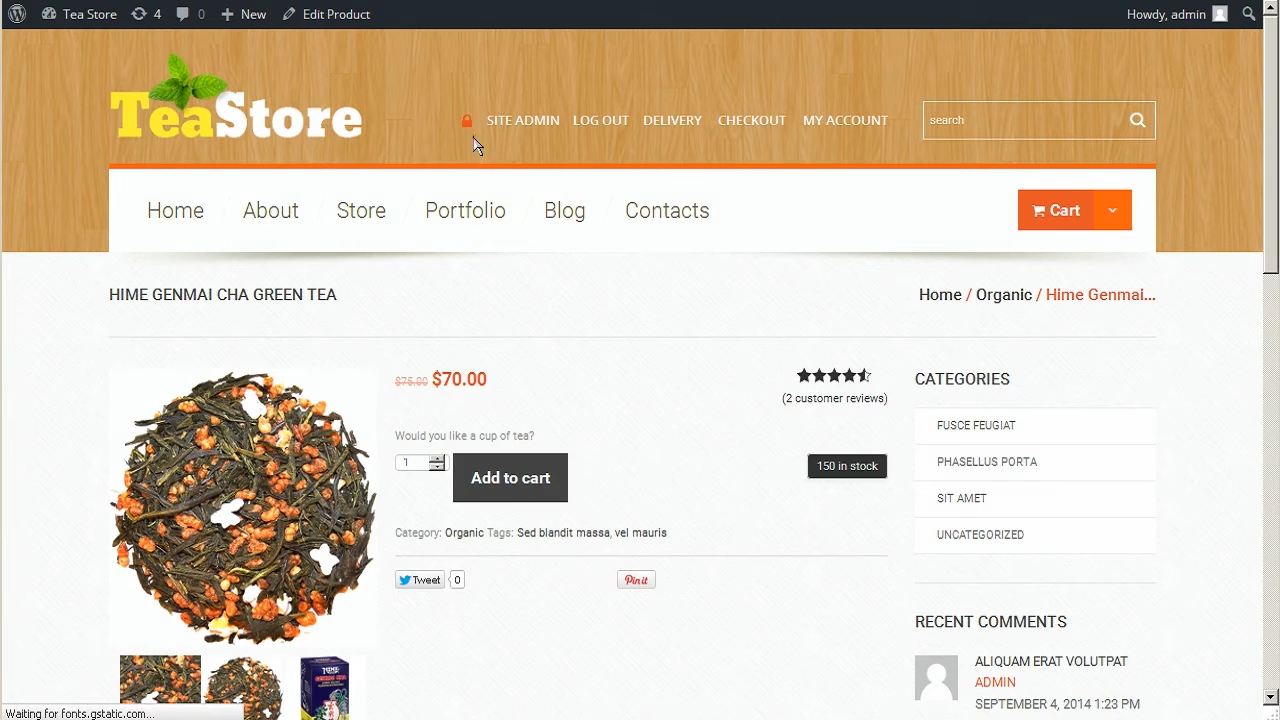 Tea Store 4 0 New Edit Product Howdy, admin
TeaStore
SITE ADMIN LOG OUT DELIVERY CHECKOUT MY ACCOUNT
search
Home About Store Portfolio Blog Contacts
Cart
HIME GENMAI CHA GREEN TEA
Home / Organic / Hime Genmai...
$75.00 $70.00
(2 customer reviews)
Would you like a cup of tea?
1
Add to cart
150 in stock
Category: Organic Tags: Sed blandit massa, vel mauris
Tweet 0
Pin it
CATEGORIES
FUSCE FEUGIAT
PHASELLUS PORTA
SIT AMET
UNCATEGORIZED
RECENT COMMENTS
ALIQUAM ERAT VOLUTPAT
ADMIN
SEPTEMBER 4, 2014 1:23 PM
GENMAI CHA
Waiting for fonts.gstatic.com...